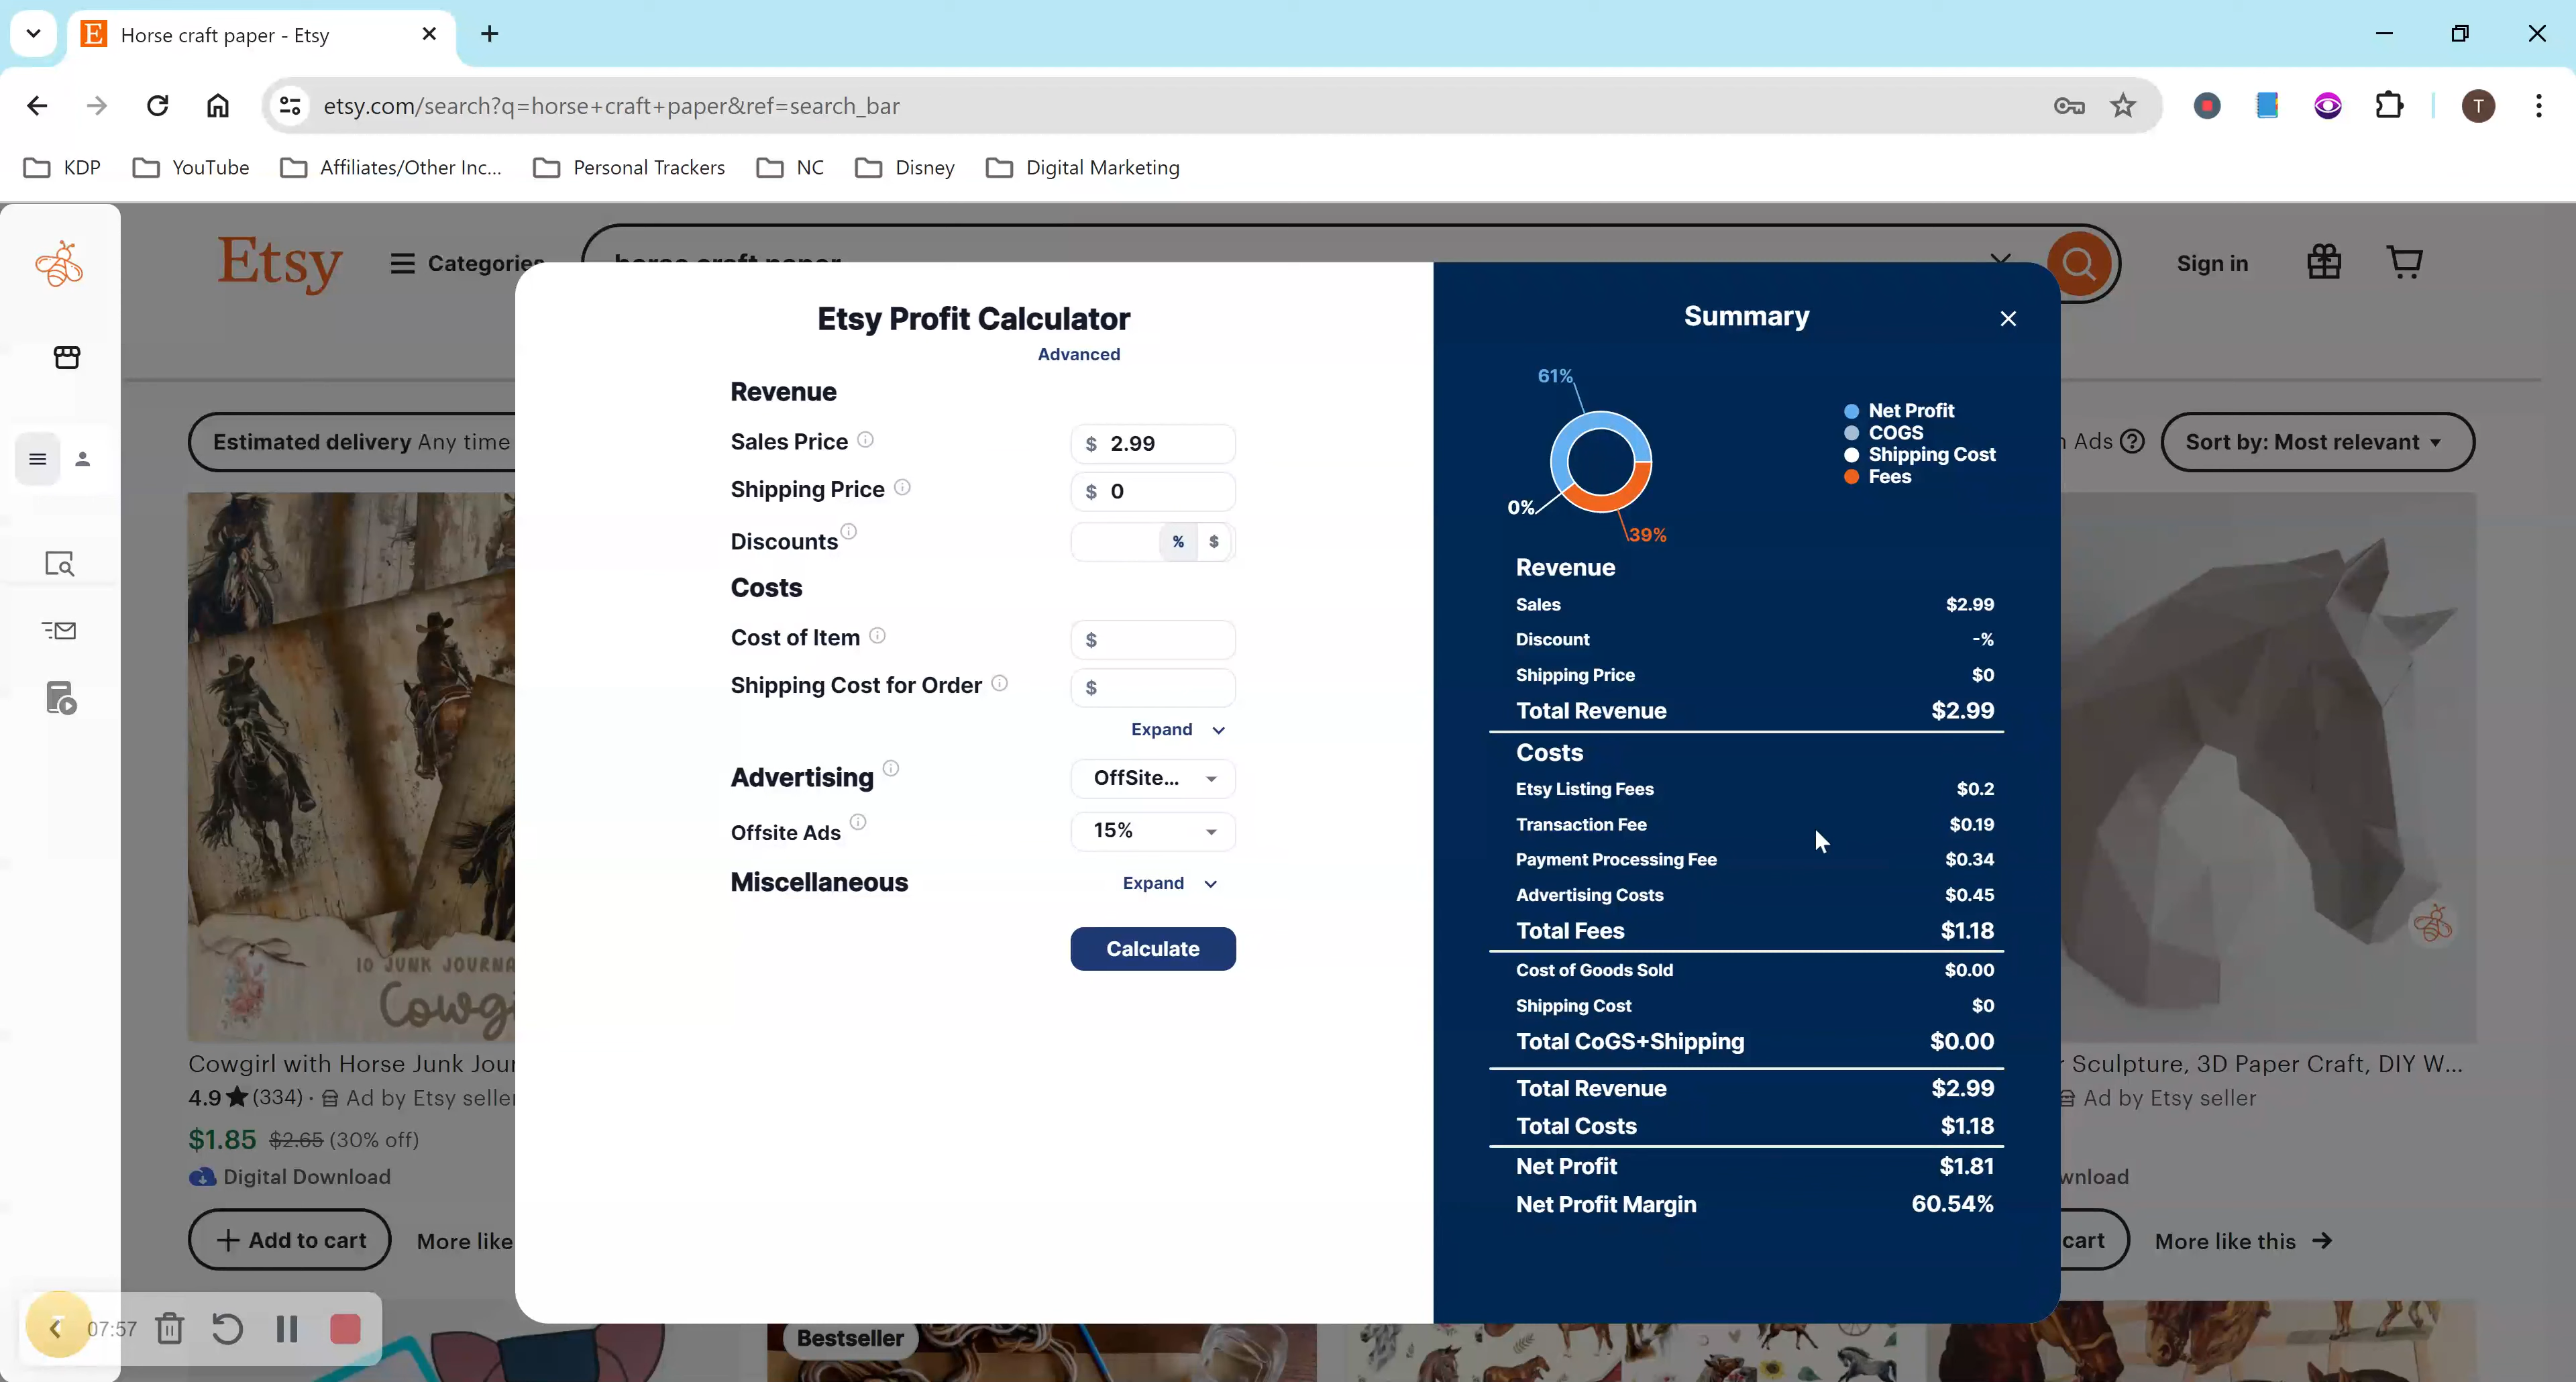 Horse craft paper - Etsy
etsy.com/search?q=horse+craft+paper&ref=search_bar
T
KDP
YouTube
Affiliates/Other Inc...
Personal Trackers
NC
Disney
Digital Marketing
Etsy
Categories
horse craft paper
Sign in
Estimated delivery Any time
Ads
Sort by: Most relevant
Etsy Profit Calculator
Advanced
Revenue
Sales Price
$ 2.99
Shipping Price
$ 0
Discounts
% $
Costs
Cost of Item
$
Shipping Cost for Order
$
Expand
Advertising
OffSite...
Offsite Ads
15%
Miscellaneous
Expand
Calculate
Summary
61%
0%
39%
Net Profit
COGS
Shipping Cost
Fees
Revenue
Sales $2.99
Discount -%
Shipping Price $0
Total Revenue $2.99
Costs
Etsy Listing Fees $0.2
Transaction Fee $0.19
Payment Processing Fee $0.34
Advertising Costs $0.45
Total Fees $1.18
Cost of Goods Sold $0.00
Shipping Cost $0
Total CoGS+Shipping $0.00
Total Revenue $2.99
Total Costs $1.18
Net Profit $1.81
Net Profit Margin 60.54%
10 JUNK JOURNA
Cowg
Cowgirl with Horse Junk Jour
4.9 (334) · Ad by Etsy seller
$1.85 $2.65 (30% off)
Digital Download
+ Add to cart
More like
Sculpture, 3D Paper Craft, DIY W...
Ad by Etsy seller
wnload
cart
More like this
07:57
Bestseller